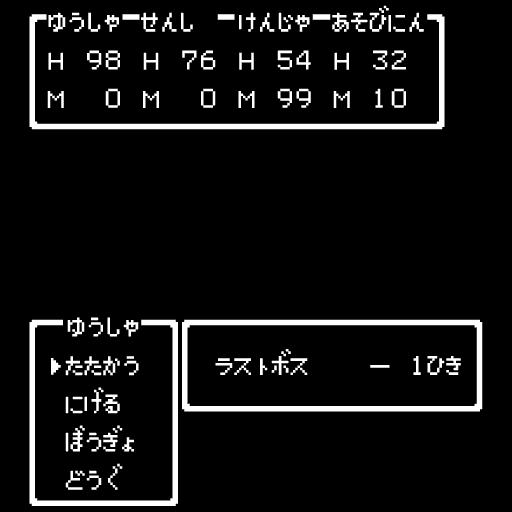 ゆうしゃ せんし けんじゃ あそびにん
H 98 H 76 H 54 H 32
M 0 M 0 M 99 M 10
ゆうしゃ
▶たたかう
にげる
ぼうぎょ
どうぐ
ラストボス ー 1ひき